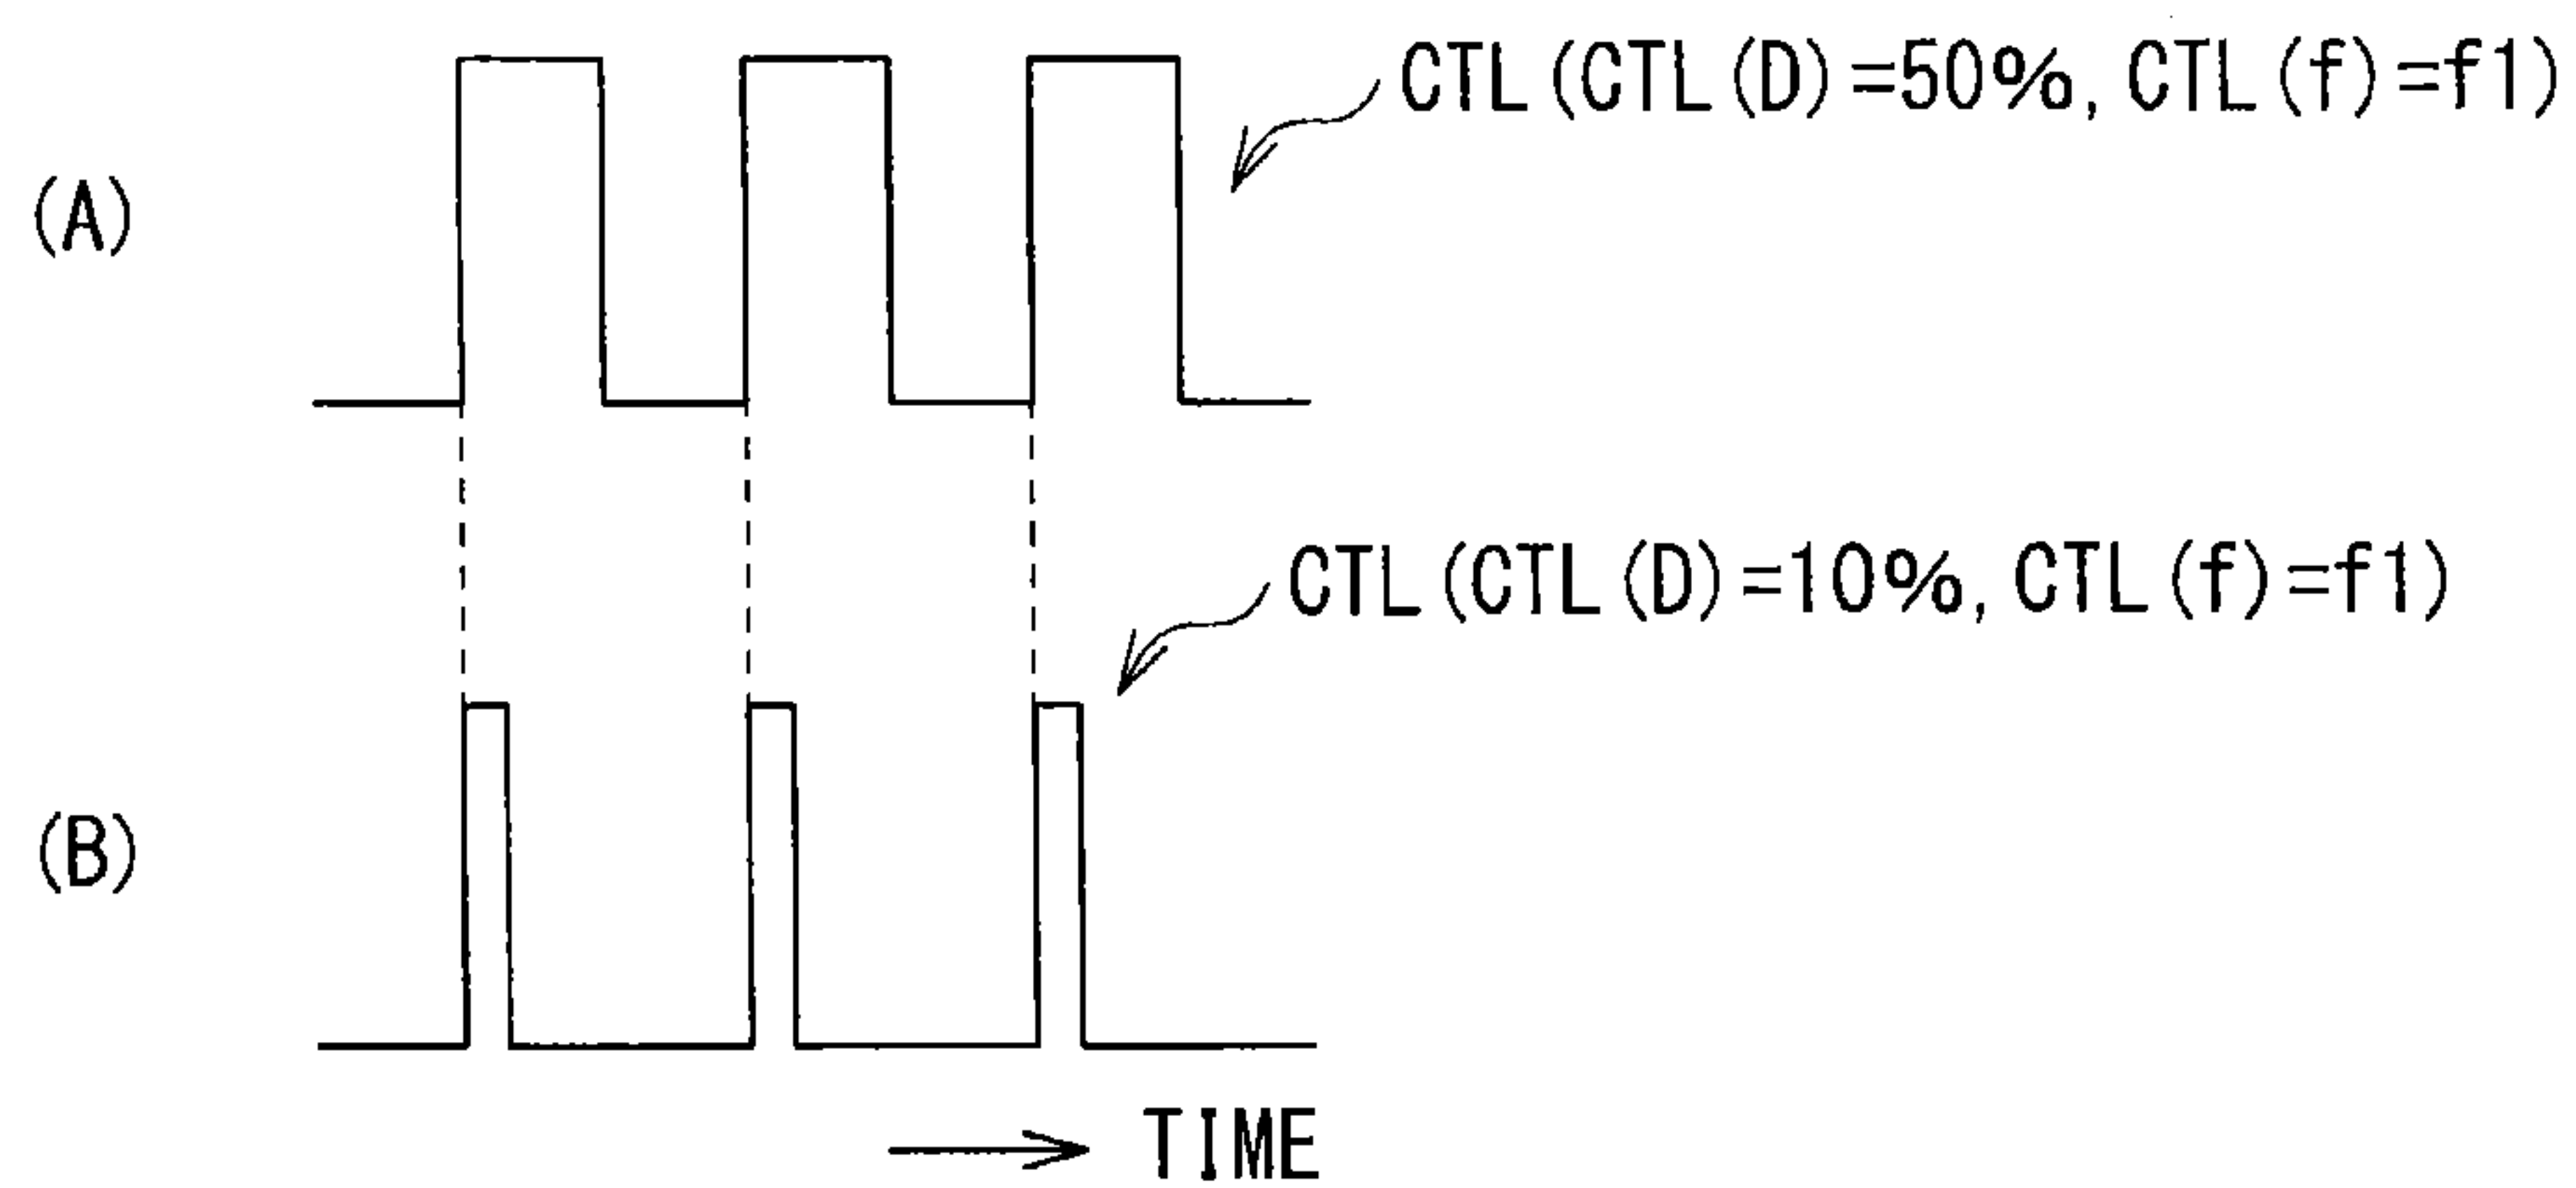 CTL(CTL(D)=50%, CTL(f)=f1)
(A)
CTL(CTL(D)=10%, CTL(f)=f1)
(B)
TIME